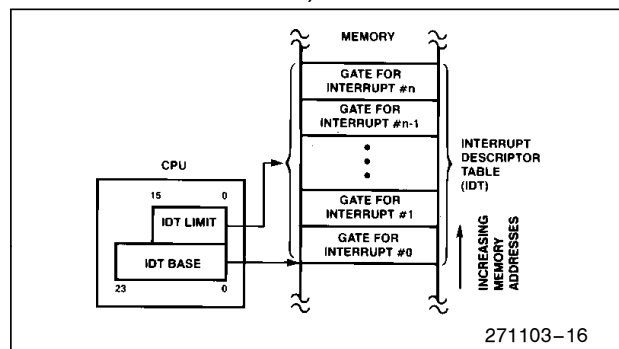 MEMORY
GATE FOR
INTERRUPT #n
GATE FOR
INTERRUPT #n-1
INTERRUPT
DESCRIPTOR
TABLE
(IDT)
CPU
15 0
IDT LIMIT
GATE FOR
INTERRUPT #1
GATE FOR
INTERRUPT #0
IDT BASE
23 0
INCREASING
MEMORY
ADDRESSES
271103-16